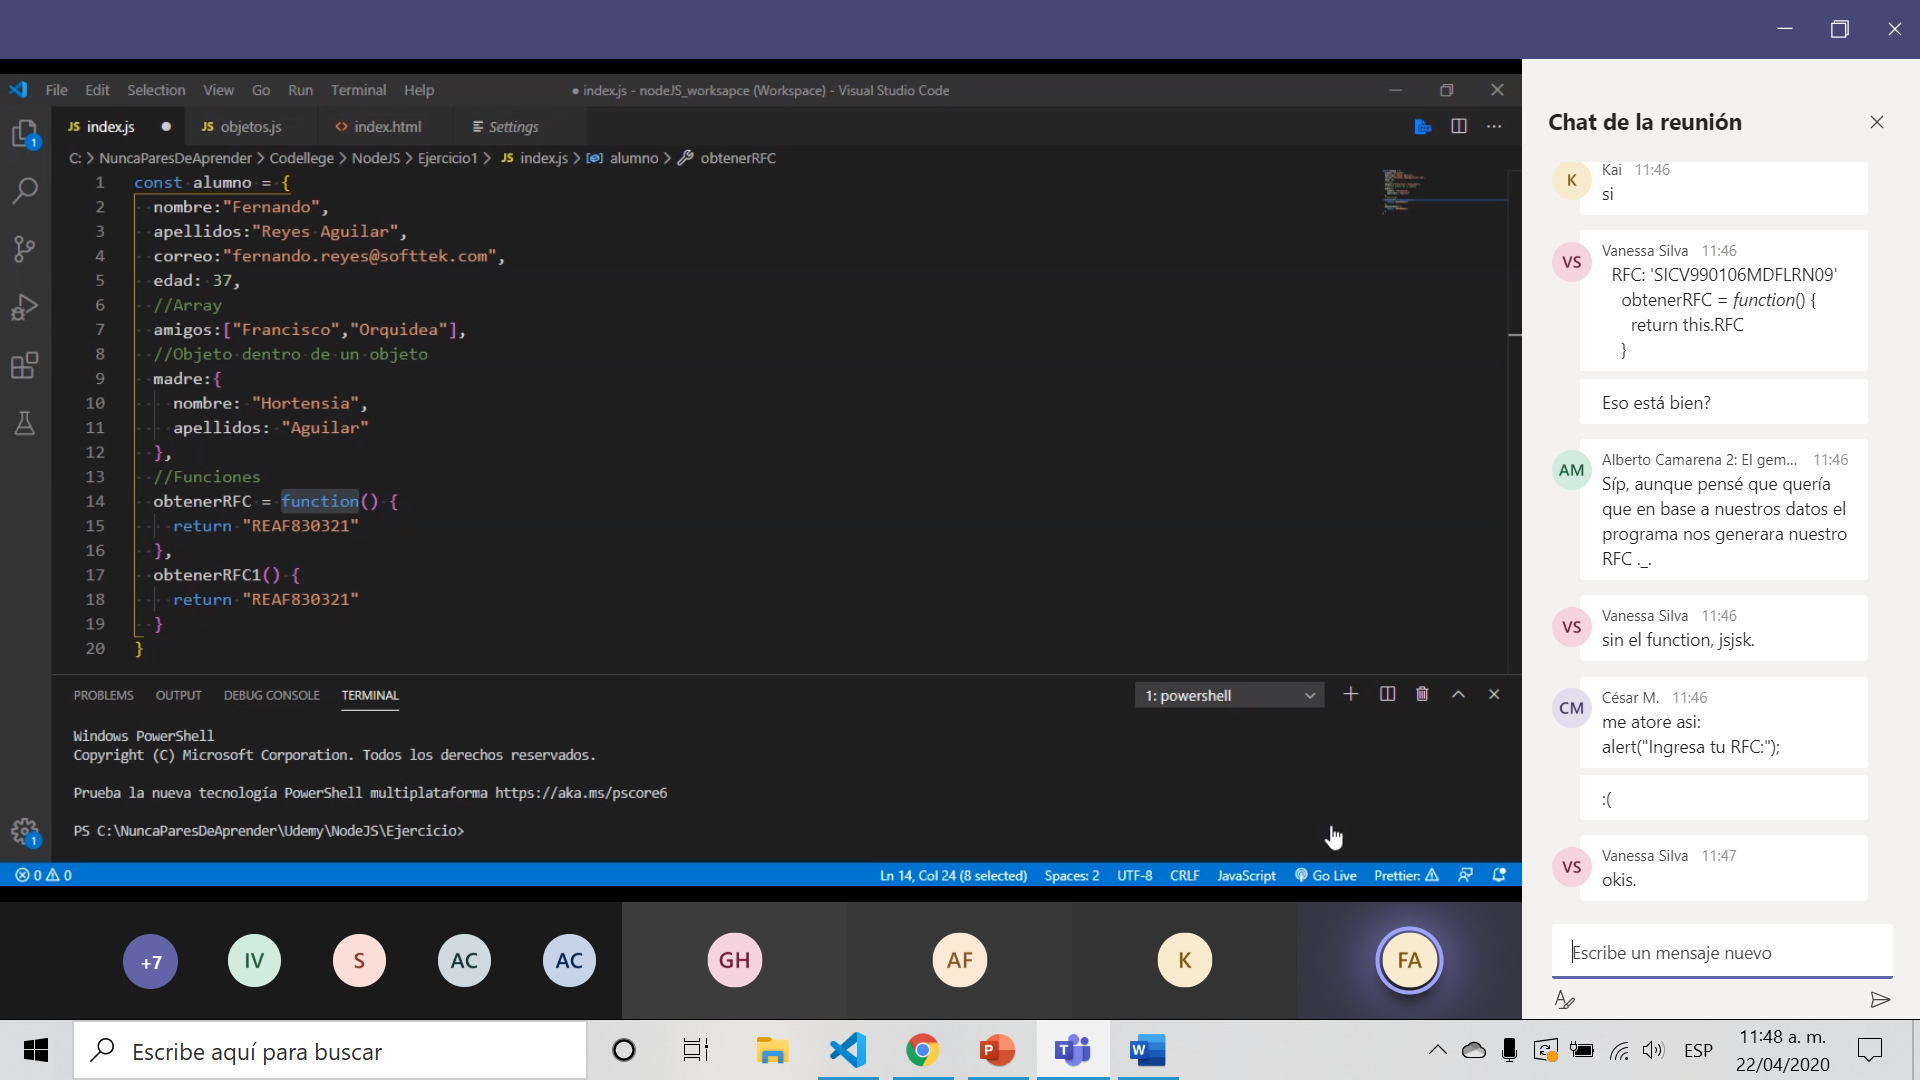 File Edit Selection View Go Run Terminal Help
● index.js - nodeJS_worksapce (Workspace) - Visual Studio Code
JS index.js ●
JS objetos.js
<> index.html
Settings
C: > NuncaParesDeAprender > Codellege > NodeJS > Ejercicio1 > JS index.js > alumno > obtenerRFC
1 const alumno = {
2 nombre:"Fernando",
3 apellidos:"Reyes Aguilar",
4 correo:"fernando.reyes@softtek.com",
5 edad: 37,
6 //Array
7 amigos:["Francisco","Orquidea"],
8 //Objeto dentro de un objeto
9 madre:{
10 nombre: "Hortensia",
11 apellidos: "Aguilar"
12 },
13 //Funciones
14 obtenerRFC = function() {
15 return "REAF830321"
16 },
17 obtenerRFC1() {
18 return "REAF830321"
19 }
20 }
PROBLEMS OUTPUT DEBUG CONSOLE TERMINAL
1: powershell
Windows PowerShell
Copyright (C) Microsoft Corporation. Todos los derechos reservados.
Prueba la nueva tecnología PowerShell multiplataforma https://aka.ms/pscore6
PS C:\NuncaParesDeAprender\Udemy\NodeJS\Ejercicio>
1
1
0 0
Ln 14, Col 24 (8 selected) Spaces: 2 UTF-8 CRLF JavaScript Go Live Prettier:
+7 IV S AC AC GH AF K FA
Chat de la reunión
K
Kai 11:46
si
VS
Vanessa Silva 11:46
RFC: 'SICV990106MDFLRN09'
obtenerRFC = function() {
return this.RFC
}
Eso está bien?
AM
Alberto Camarena 2: El gem... 11:46
Síp, aunque pensé que quería
que en base a nuestros datos el
programa nos generara nuestro
RFC ._.
VS
Vanessa Silva 11:46
sin el function, jsjsk.
CM
César M. 11:46
me atore asi:
alert("Ingresa tu RFC:");
:(
VS
Vanessa Silva 11:47
okis.
Escribe un mensaje nuevo
Escribe aquí para buscar
ESP
11:48 a. m.
22/04/2020